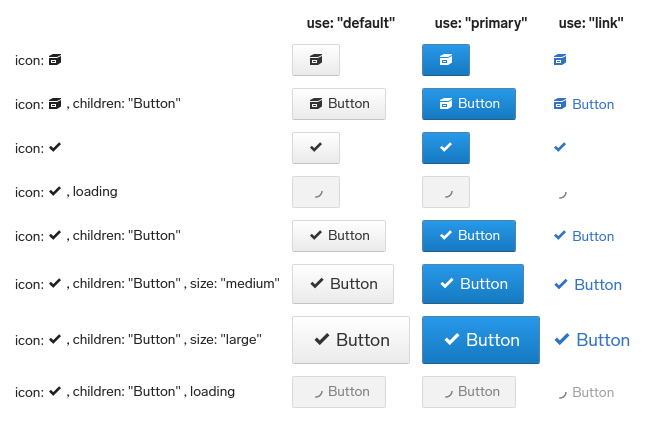 use: "default" use: "primary" use: "link"
icon:
icon: , children: "Button" Button Button Button
icon:
icon: , loading
icon: , children: "Button" Button Button Button
icon: , children: "Button" , size: "medium" Button Button Button
icon: , children: "Button" , size: "large" Button Button Button
icon: , children: "Button" , loading Button Button Button